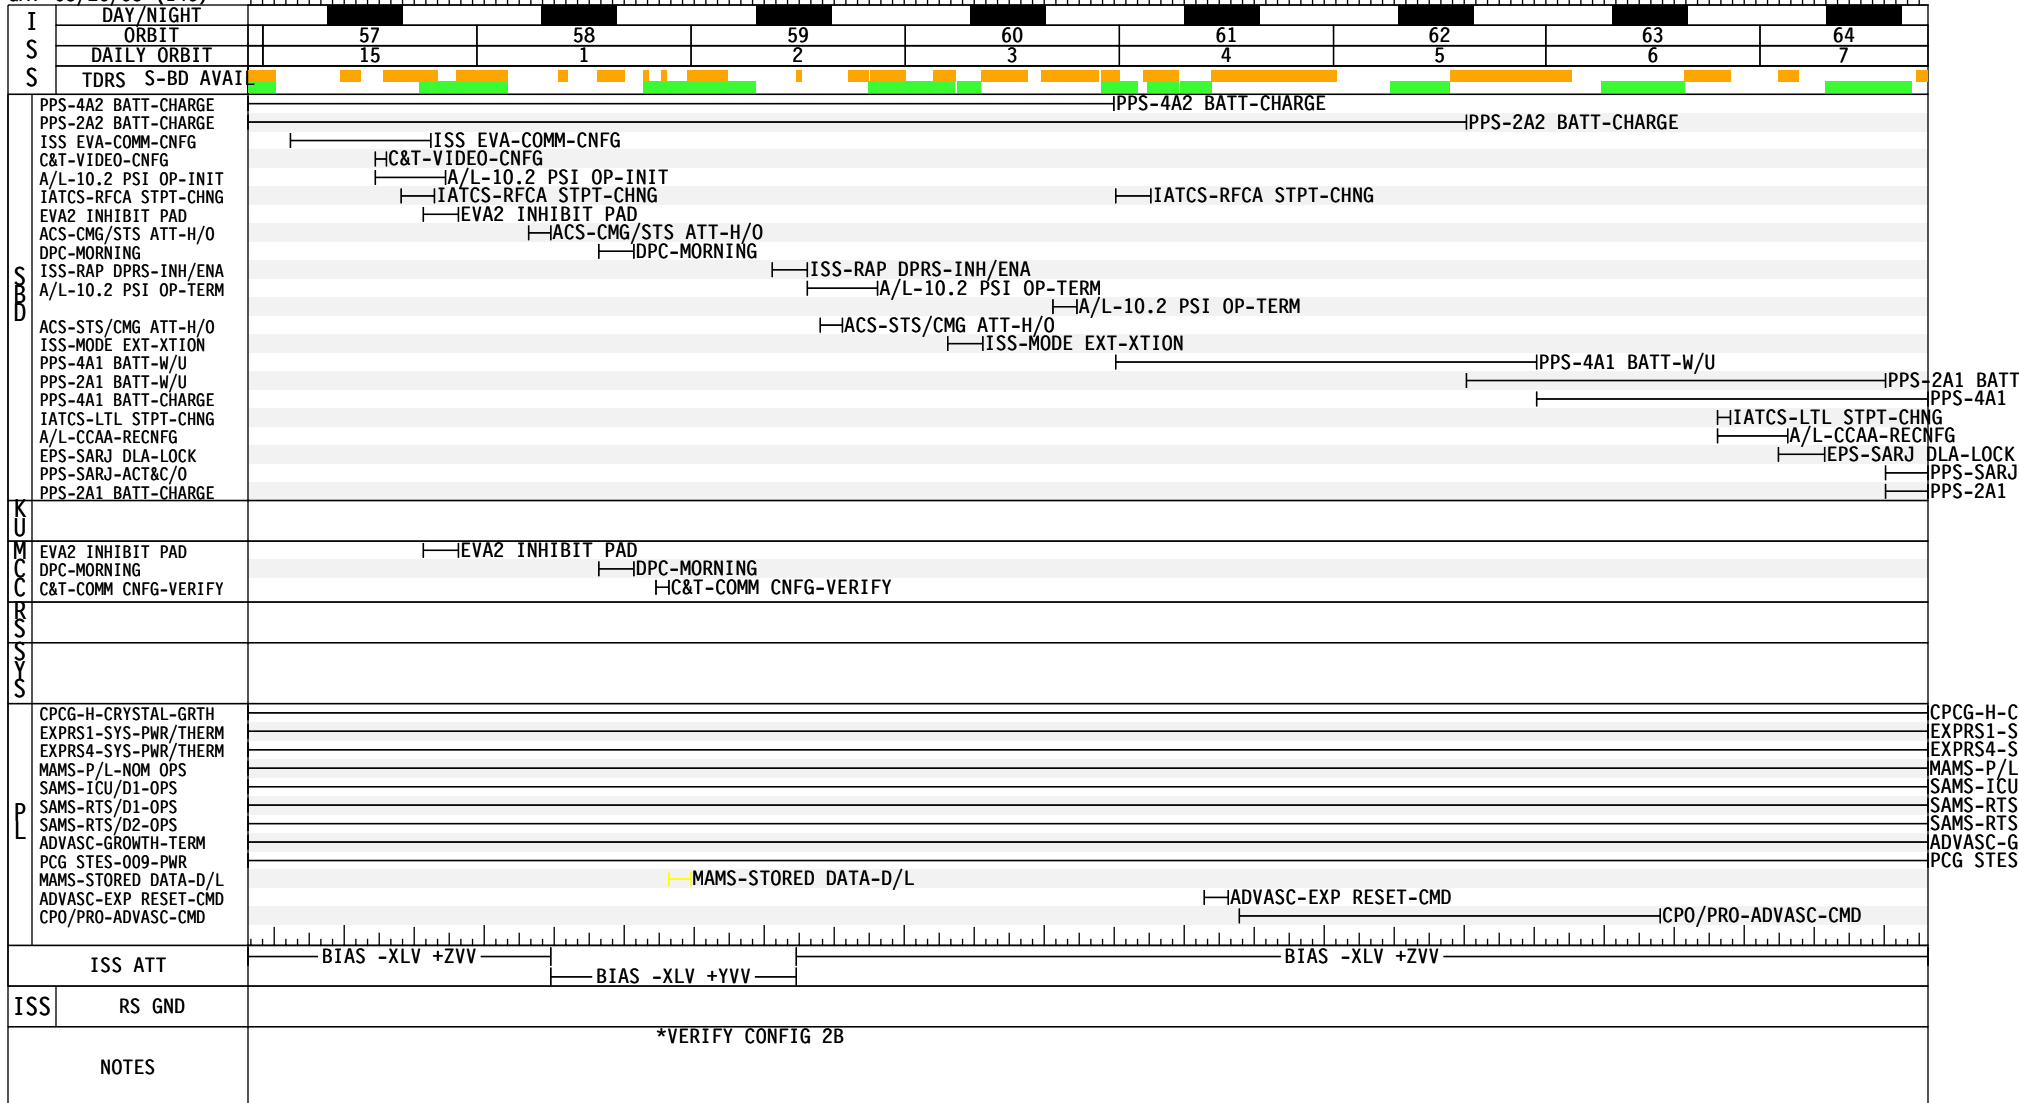 I S S
DAY/NIGHT
ORBIT 57 58 59 60 61 62 63 64
DAILY ORBIT 15 1 2 3 4 5 6 7
TDRS S-BD AVAIL
SBD
PPS-4A2 BATT-CHARGE PPS-4A2 BATT-CHARGE
PPS-2A2 BATT-CHARGE PPS-2A2 BATT-CHARGE
ISS EVA-COMM-CNFG ISS EVA-COMM-CNFG
C&T-VIDEO-CNFG C&T-VIDEO-CNFG
A/L-10.2 PSI OP-INIT A/L-10.2 PSI OP-INIT
IATCS-RFCA STPT-CHNG IATCS-RFCA STPT-CHNG IATCS-RFCA STPT-CHNG
EVA2 INHIBIT PAD EVA2 INHIBIT PAD
ACS-CMG/STS ATT-H/O ACS-CMG/STS ATT-H/O
DPC-MORNING DPC-MORNING
ISS-RAP DPRS-INH/ENA ISS-RAP DPRS-INH/ENA
A/L-10.2 PSI OP-TERM A/L-10.2 PSI OP-TERM
A/L-10.2 PSI OP-TERM
ACS-STS/CMG ATT-H/O ACS-STS/CMG ATT-H/O
ISS-MODE EXT-XTION ISS-MODE EXT-XTION
PPS-4A1 BATT-W/U PPS-4A1 BATT-W/U
PPS-2A1 BATT-W/U PPS-2A1 BATT
PPS-4A1 BATT-CHARGE PPS-4A1
IATCS-LTL STPT-CHNG IATCS-LTL STPT-CHNG
A/L-CCAA-RECNFG A/L-CCAA-RECNFG
EPS-SARJ DLA-LOCK EPS-SARJ DLA-LOCK
PPS-SARJ-ACT&C/O PPS-SARJ
PPS-2A1 BATT-CHARGE PPS-2A1
KU
MCC
EVA2 INHIBIT PAD EVA2 INHIBIT PAD
DPC-MORNING DPC-MORNING
C&T-COMM CNFG-VERIFY C&T-COMM CNFG-VERIFY
RS
SYS
PL
CPCG-H-CRYSTAL-GRTH CPCG-H-C
EXPRS1-SYS-PWR/THERM EXPRS1-S
EXPRS4-SYS-PWR/THERM EXPRS4-S
MAMS-P/L-NOM OPS MAMS-P/L
SAMS-ICU/D1-OPS SAMS-ICU
SAMS-RTS/D1-OPS SAMS-RTS
SAMS-RTS/D2-OPS SAMS-RTS
ADVASC-GROWTH-TERM ADVASC-G
PCG STES-009-PWR PCG STES
MAMS-STORED DATA-D/L MAMS-STORED DATA-D/L
ADVASC-EXP RESET-CMD ADVASC-EXP RESET-CMD
CPO/PRO-ADVASC-CMD CPO/PRO-ADVASC-CMD
ISS ATT BIAS -XLV +ZVV BIAS -XLV +ZVV
BIAS -XLV +YVV
ISS RS GND
NOTES
*VERIFY CONFIG 2B